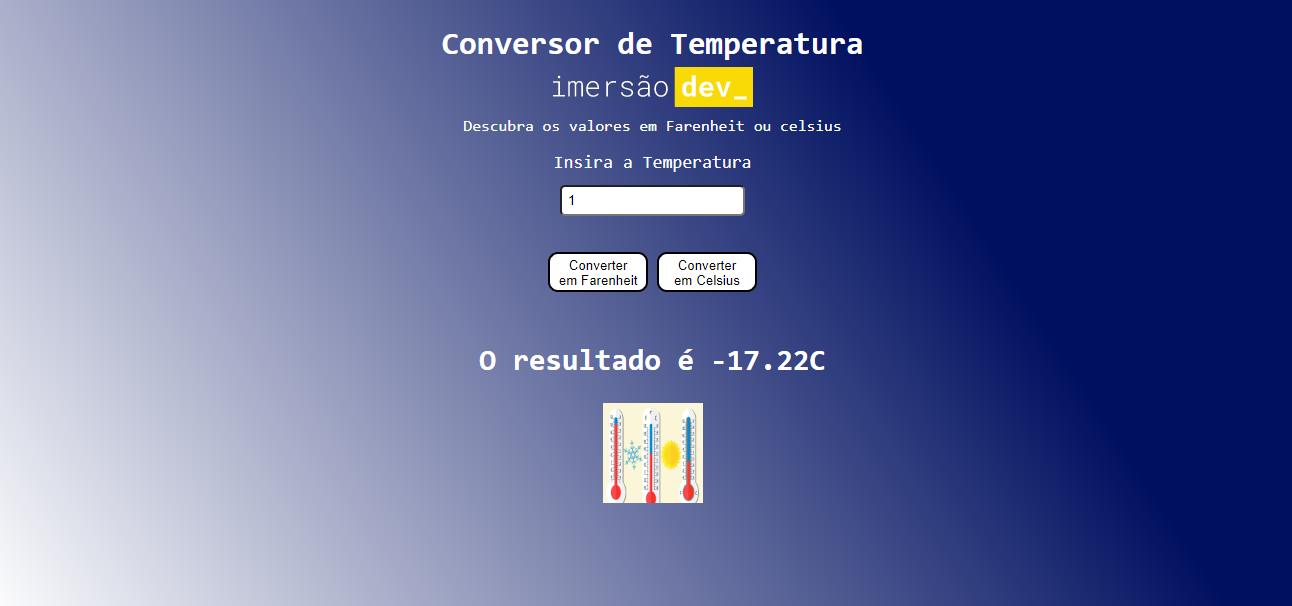 Conversor de Temperatura
imersão dev_
Descubra os valores em Farenheit ou celsius
Insira a Temperatura
1
Converter
em Farenheit
Converter
em Celsius
O resultado é -17.22C